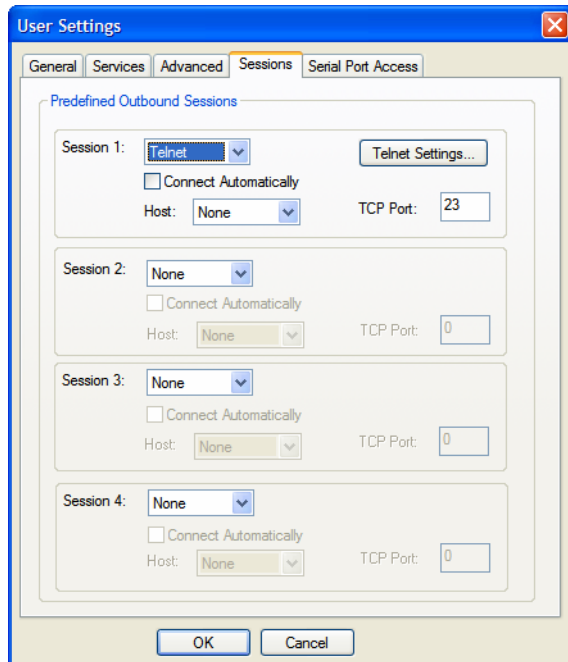 User Settings
General Services Advanced Sessions Serial Port Access
Predefined Outbound Sessions
Session 1: Telnet Telnet Settings...
Connect Automatically
Host: None TCP Port: 23
Session 2: None
Connect Automatically
Host: None TCP Port: 0
Session 3: None
Connect Automatically
Host: None TCP Port: 0
Session 4: None
Connect Automatically
Host: None TCP Port: 0
OK Cancel